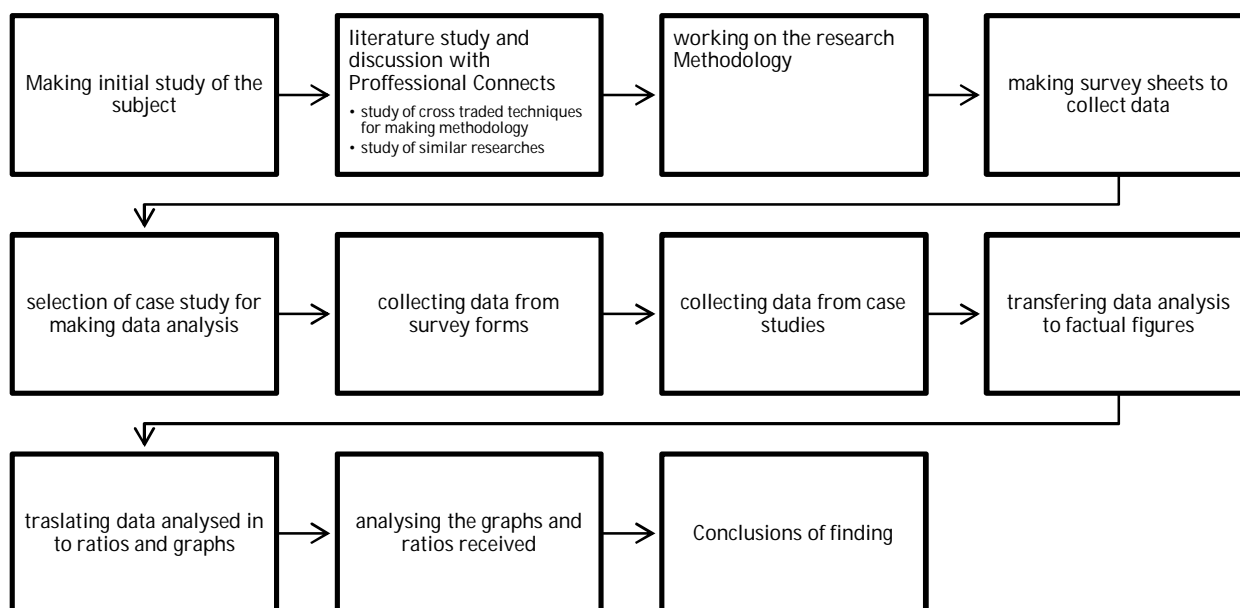 Making initial study of the
subject
literature study and
discussion with
Proffessional Connects
• study of cross traded techniques
for making methodology
• study of similar researches
working on the research
Methodology
making survey sheets to
collect data
selection of case study for
making data analysis
collecting data from
survey forms
collecting data from case
studies
transfering data analysis
to factual figures
traslating data analysed in
to ratios and graphs
analysing the graphs and
ratios received
Conclusions of finding